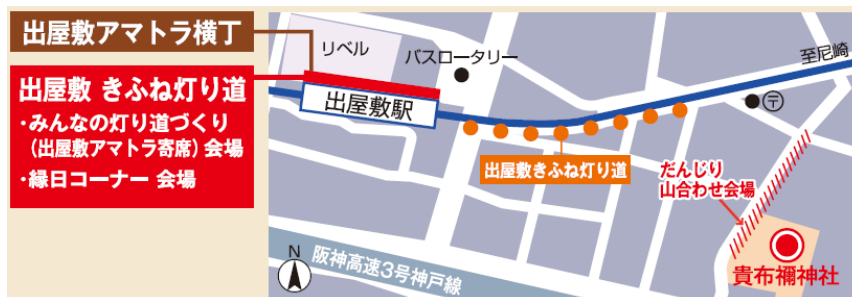 出屋敷アマトラ横丁
出屋敷 きふね灯り道
・みんなの灯り道づくり
（出屋敷アマトラ寄席）会場
・縁日コーナー 会場
リベル
バスロータリー
至尼崎
出屋敷駅
〒
出屋敷きふね灯り道
だんじり
山合わせ会場
貴布禰神社
阪神高速3号神戸線
N